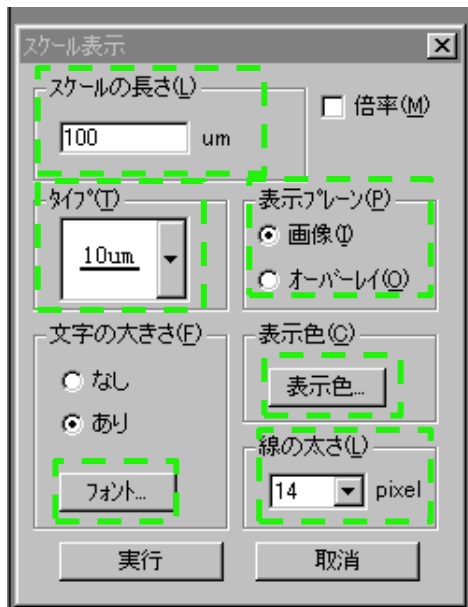 スケール表示
スケールの長さ(L)
100 um
倍率(M)
タイプ(T)
10um
表示プレーン(P)
画像(I)
オーバーレイ(O)
文字の大きさ(F)
なし
あり
フォント...
表示色(C)
表示色...
線の太さ(L)
14 pixel
実行
取消